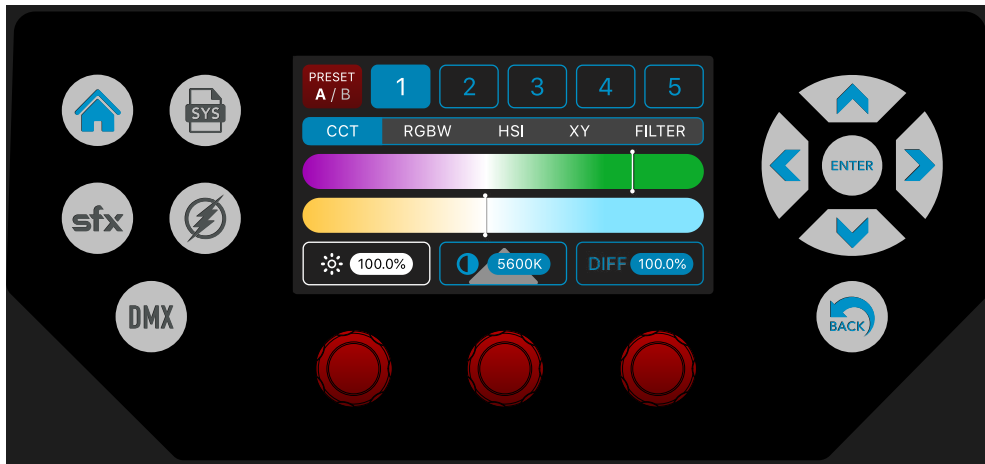 SYS
sfx
DMX
PRESET
A / B
1 2 3 4 5
CCT RGBW HSI XY FILTER
100.0% 5600K DIFF 100.0%
ENTER
BACK